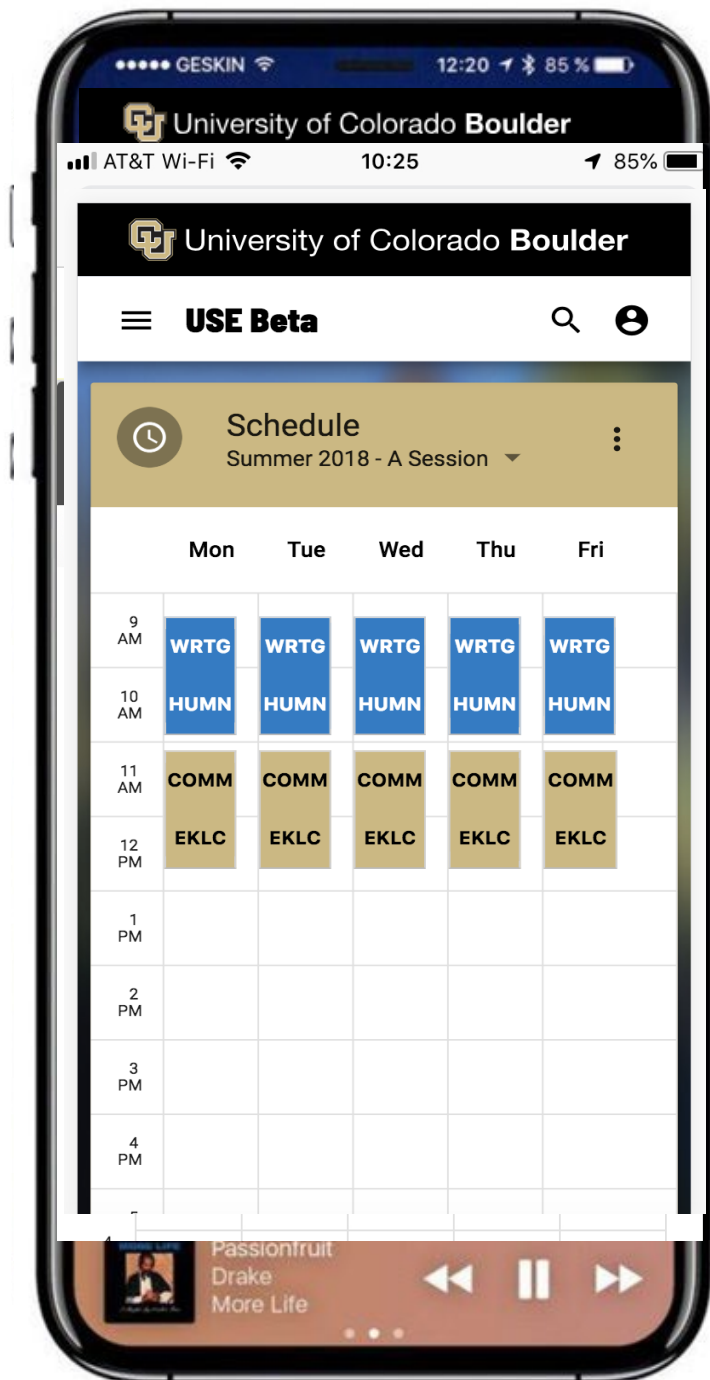 GESKIN 12:20 85 %
University of Colorado Boulder
AT&T Wi-Fi 10:25 85%
University of Colorado Boulder
USE Beta
Schedule
Summer 2018 - A Session
Mon Tue Wed Thu Fri
9 AM
WRTG WRTG WRTG WRTG WRTG
10 AM
HUMN HUMN HUMN HUMN HUMN
11 AM
COMM COMM COMM COMM COMM
12 PM
EKLC EKLC EKLC EKLC EKLC
1 PM
2 PM
3 PM
4 PM
MORE LIFE
Passionfruit
Drake
More Life